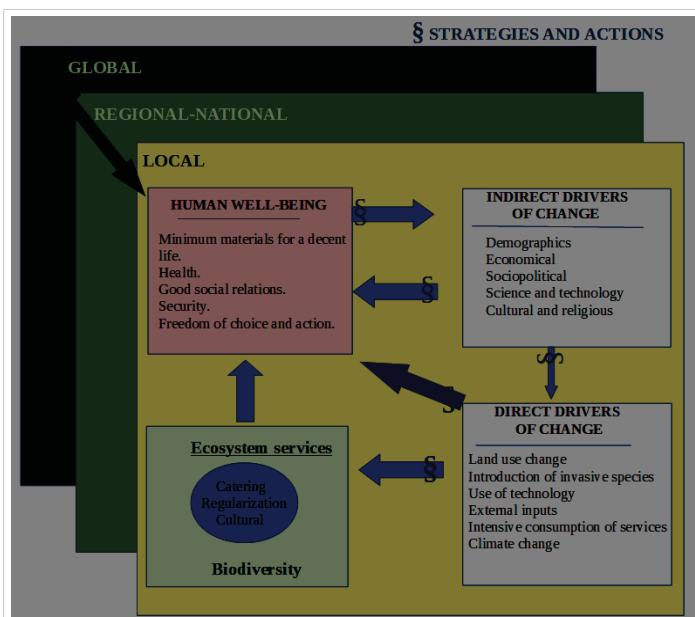 § STRATEGIES AND ACTIONS
GLOBAL
REGIONAL-NATIONAL
LOCAL
HUMAN WELL-BEING
Minimum materials for a decent
life.
Health.
Good social relations.
Security.
Freedom of choice and action.
§
§
INDIRECT DRIVERS
OF CHANGE
Demographics
Economical
Sociopolitical
Science and technology
Cultural and religious
§
§
DIRECT DRIVERS
OF CHANGE
Land use change
Introduction of invasive species
Use of technology
External inputs
Intensive consumption of services
Climate change
§
Ecosystem services
Catering
Regularization
Cultural
Biodiversity